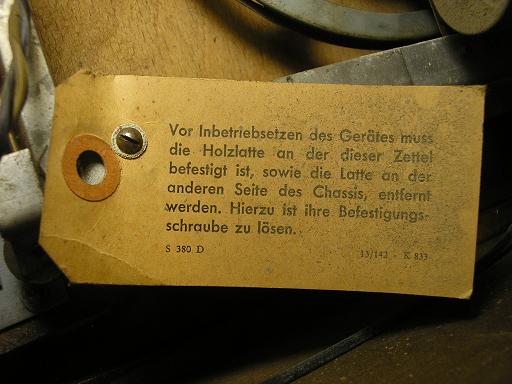 Vor Inbetriebsetzen des Gerätes muss
die Holzlatte an der dieser Zettel
befestigt ist, sowie die Latte an der
anderen Seite des Chassis, entfernt
werden. Hierzu ist ihre Befestigungs-
schraube zu lösen.
S 380 D 13/142 - K 833